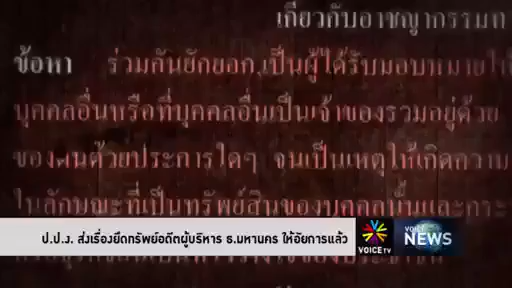 เกี่ยวกับอาชญากรรมท
ข้อหา ร่วมกันยักยอก,เป็นผู้ได้รับมอบหมายให้
บุคคลอื่นหรือที่บุคคลอื่นเป็นเจ้าของรวมอยู่ด้วย
ของตนด้วยประการใดๆ จนเป็นเหตุให้เกิดความ
ในลักษณะที่เป็นทรัพย์สินของบุคคลนั้นและกระ
ป.ป.ง. ส่งเรื่องยึดทรัพย์อดีตผู้บริหาร ธ.มหานคร ให้อัยการแล้ว
VOICE TV
VOICE NEWS